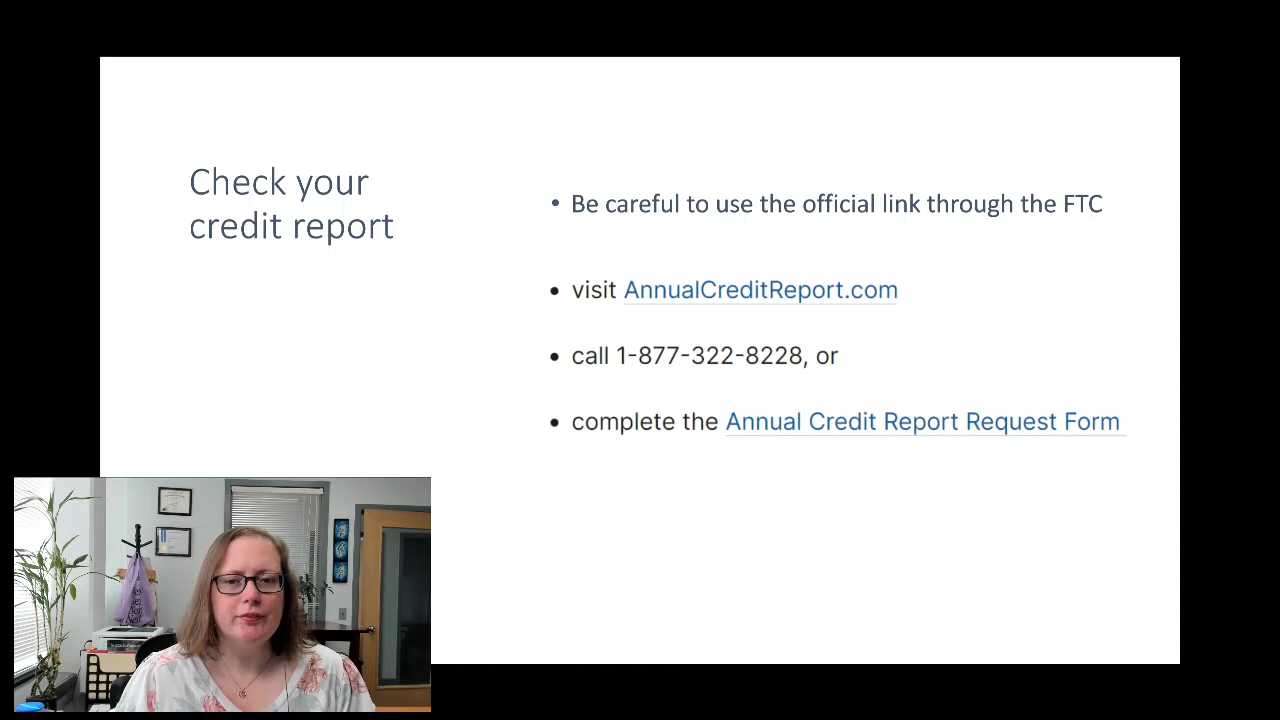 Check your
credit report
• Be careful to use the official link through the FTC
• visit AnnualCreditReport.com
• call 1-877-322-8228, or
• complete the Annual Credit Report Request Form